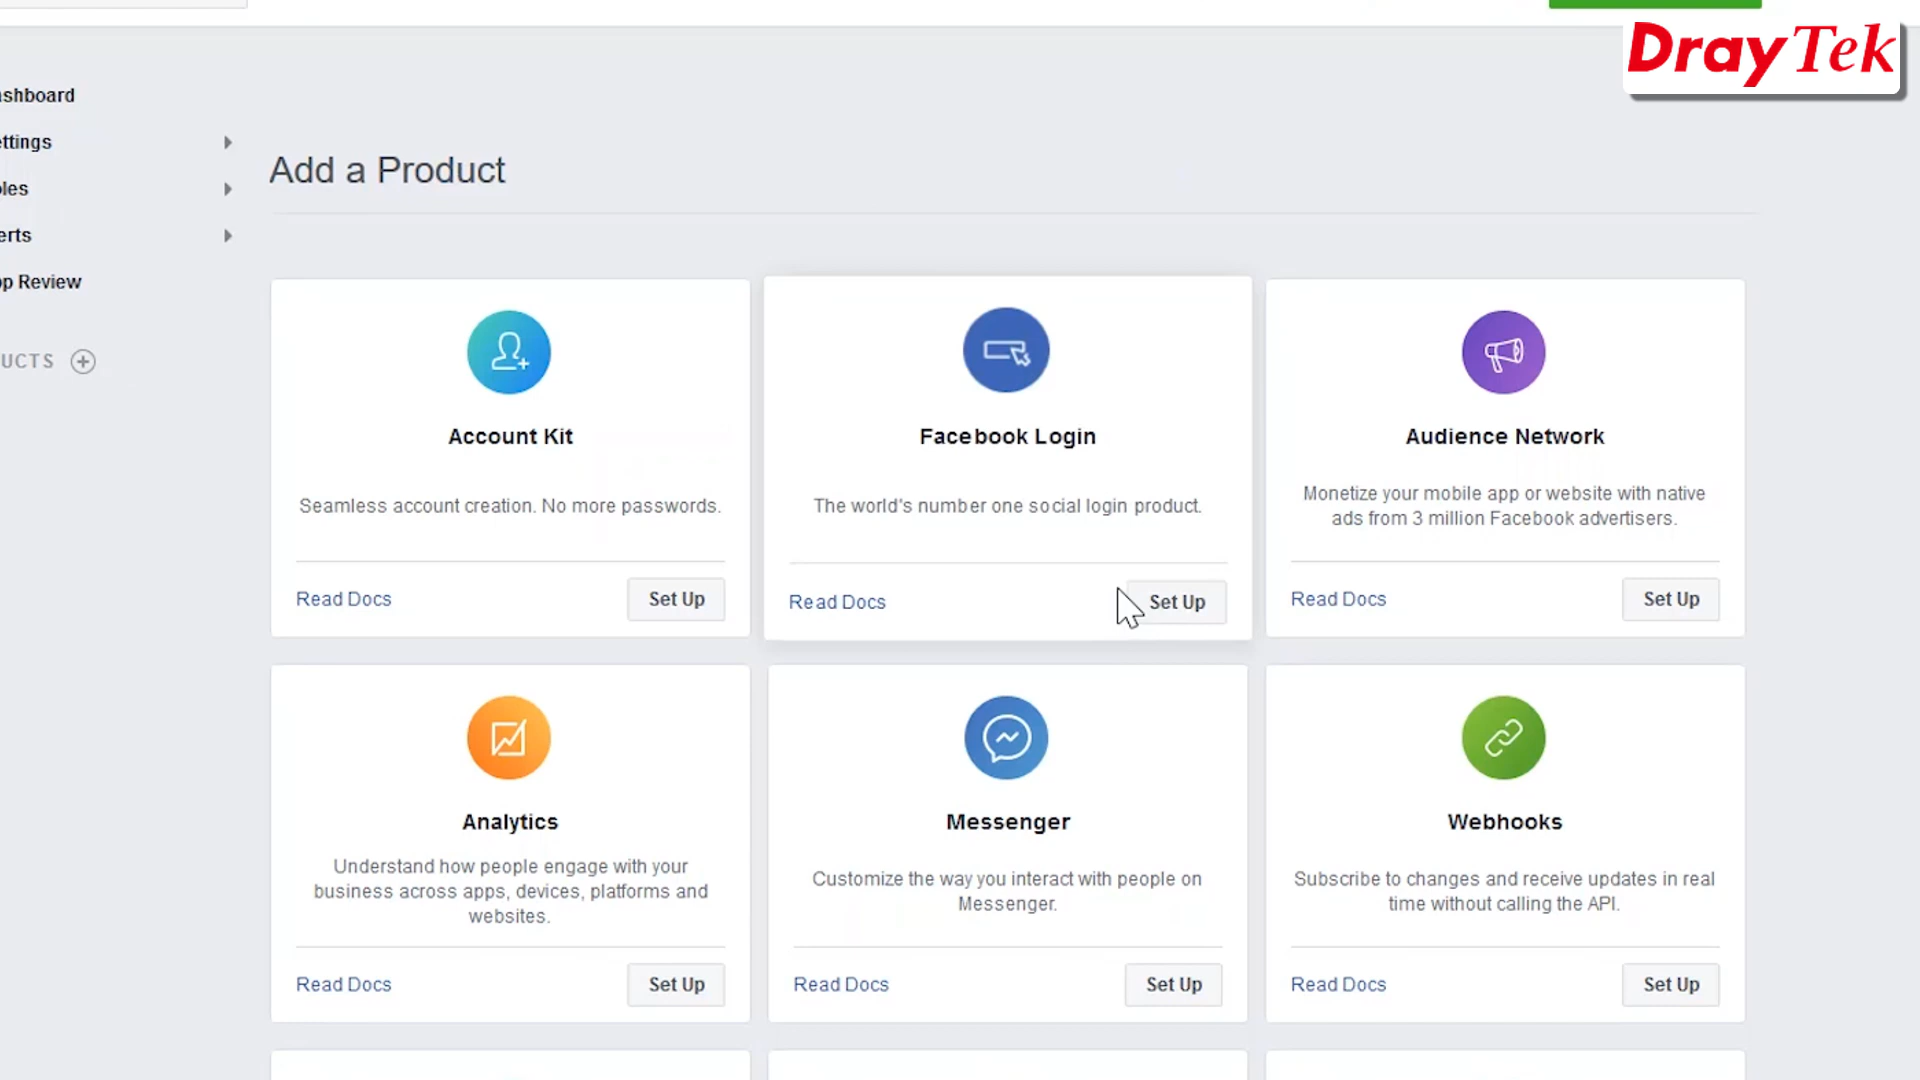 DrayTek
ashboard
ettings
oles
erts
pp Review
UCTS
Add a Product
Account Kit
Seamless account creation. No more passwords.
Read Docs
Set Up
Facebook Login
The world's number one social login product.
Read Docs
Set Up
Audience Network
Monetize your mobile app or website with native
ads from 3 million Facebook advertisers.
Read Docs
Set Up
Analytics
Understand how people engage with your
business across apps, devices, platforms and
websites.
Read Docs
Set Up
Messenger
Customize the way you interact with people on
Messenger.
Read Docs
Set Up
Webhooks
Subscribe to changes and receive updates in real
time without calling the API.
Read Docs
Set Up